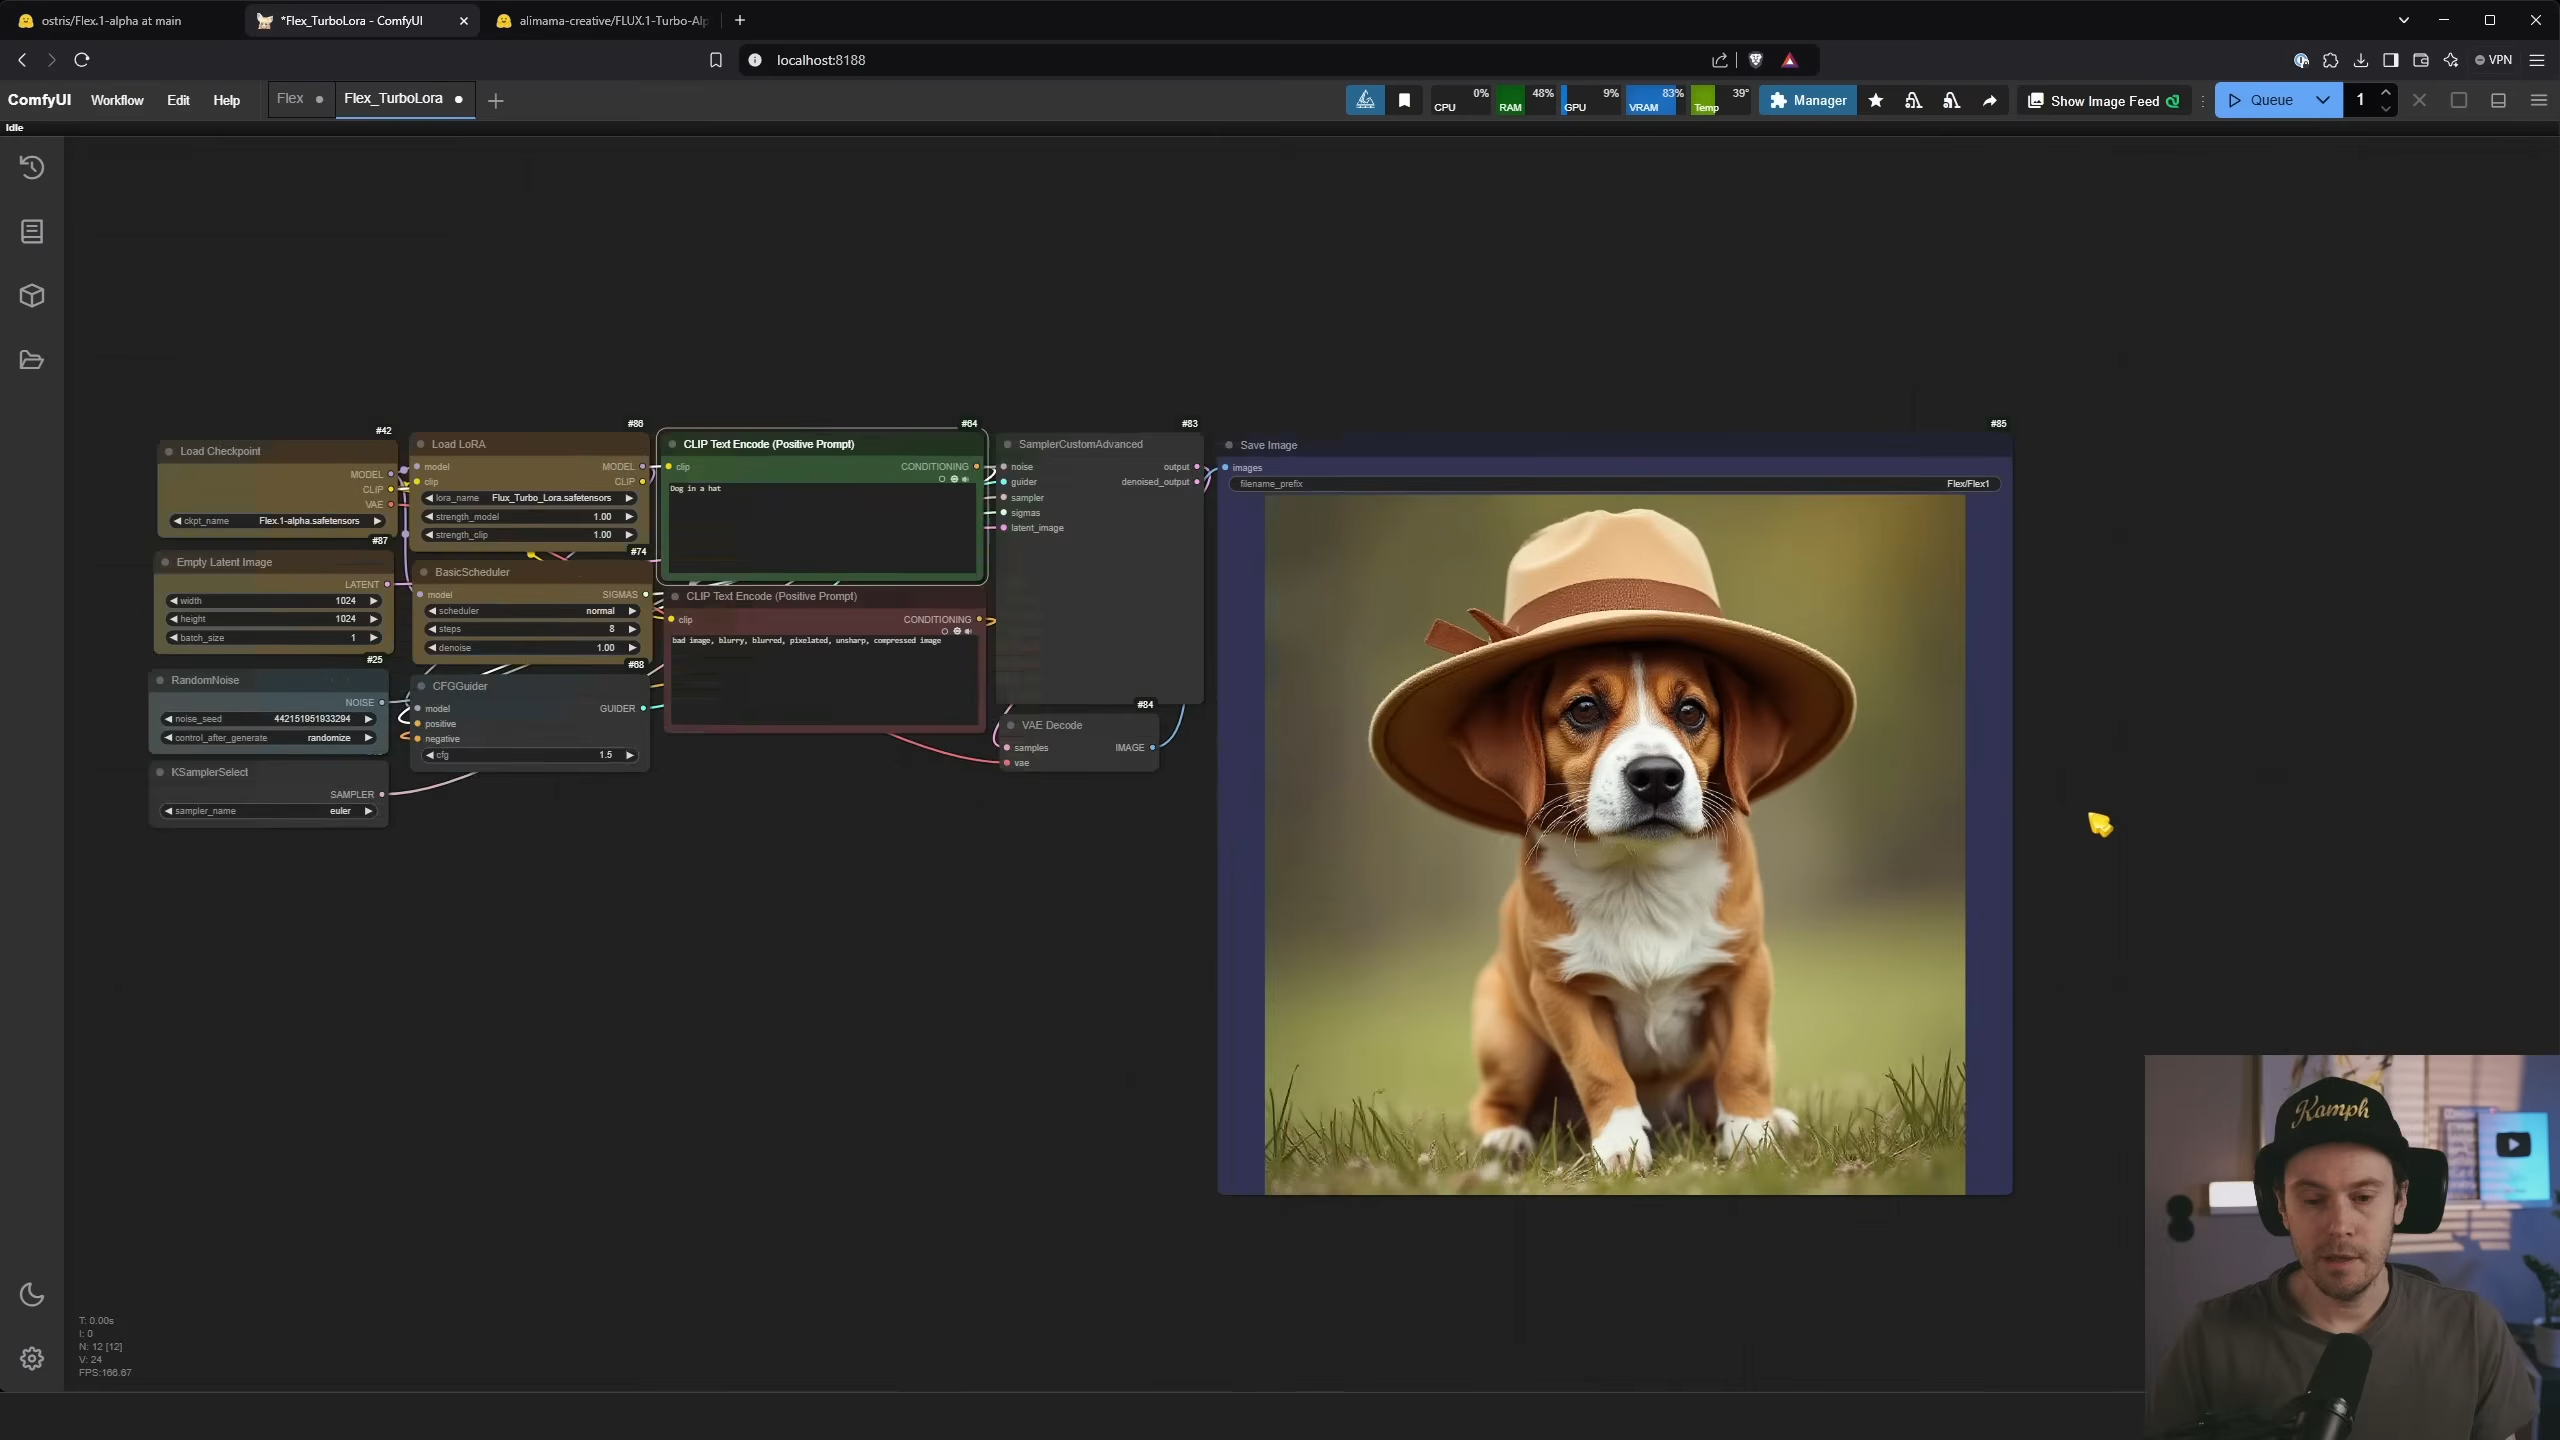 ostris/Flex.1-alpha at main
*Flex_TurboLora - ComfyUI
alimama-creative/FLUX.1-Turbo-Alp
localhost:8188
VPN
ComfyUI
Workflow
Edit
Help
Flex
Flex_TurboLora
CPU
0%
RAM
48%
GPU
9%
VRAM
83%
Temp
39°
Manager
Show Image Feed
Queue
1
Idle
#42
Load Checkpoint
MODEL
CLIP
VAE
ckpt_name Flex.1-alpha.safetensors
#87
Empty Latent Image
LATENT
width 1024
height 1024
batch_size 1
#25
RandomNoise
NOISE
noise_seed 442151951933294
control_after_generate randomize
KSamplerSelect
SAMPLER
sampler_name euler
#86
Load LoRA
model MODEL
clip CLIP
lora_name Flux_Turbo_Lora.safetensors
strength_model 1.00
strength_clip 1.00
#74
BasicScheduler
model SIGMAS
scheduler normal
steps 8
denoise 1.00
#68
CFGGuider
model GUIDER
positive
negative
cfg 1.5
#64
CLIP Text Encode (Positive Prompt)
clip CONDITIONING
Dog in a hat
CLIP Text Encode (Positive Prompt)
clip CONDITIONING
bad image, blurry, blurred, pixelated, unsharp, compressed image
#83
SamplerCustomAdvanced
noise output
guider denoised_output
sampler
sigmas
latent_image
#84
VAE Decode
samples IMAGE
vae
#85
Save Image
images
filename_prefix Flex/Flex1
Kamph
T: 0.00s
I: 0
N: 12 [12]
V: 24
FPS:166.67